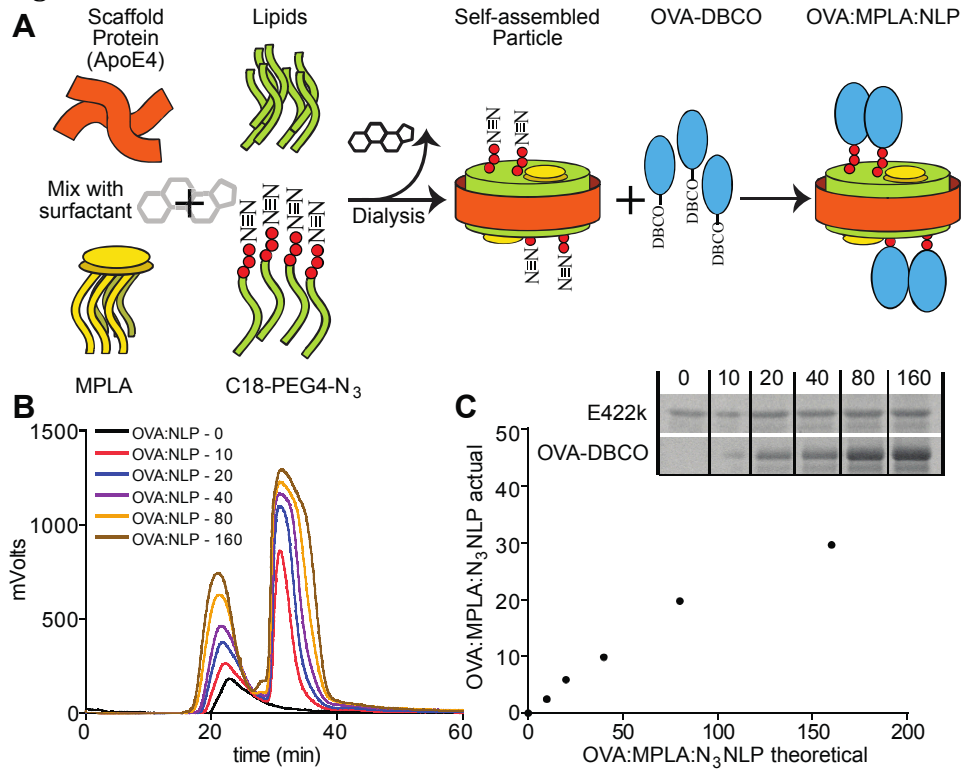 A
Scaffold
Protein
(ApoE4)
Lipids
Self-assembled
Particle
OVA-DBCO
OVA:MPLA:NLP
Mix with
surfactant
+
N≡N
N≡N
N≡N
N≡N
Dialysis
N≡N
N≡N
N≡N
N≡N
+
DBCO
DBCO
DBCO
MPLA
C18-PEG4-N3
B
1500
1000
500
0
mVolts
OVA:NLP - 0
OVA:NLP - 10
OVA:NLP - 20
OVA:NLP - 40
OVA:NLP - 80
OVA:NLP - 160
0
20
40
60
time (min)
C
0 10 20 40 80 160
E422k
OVA-DBCO
50
40
30
20
10
0
OVA:MPLA:N3NLP actual
0
50
100
150
200
OVA:MPLA:N3NLP theoretical